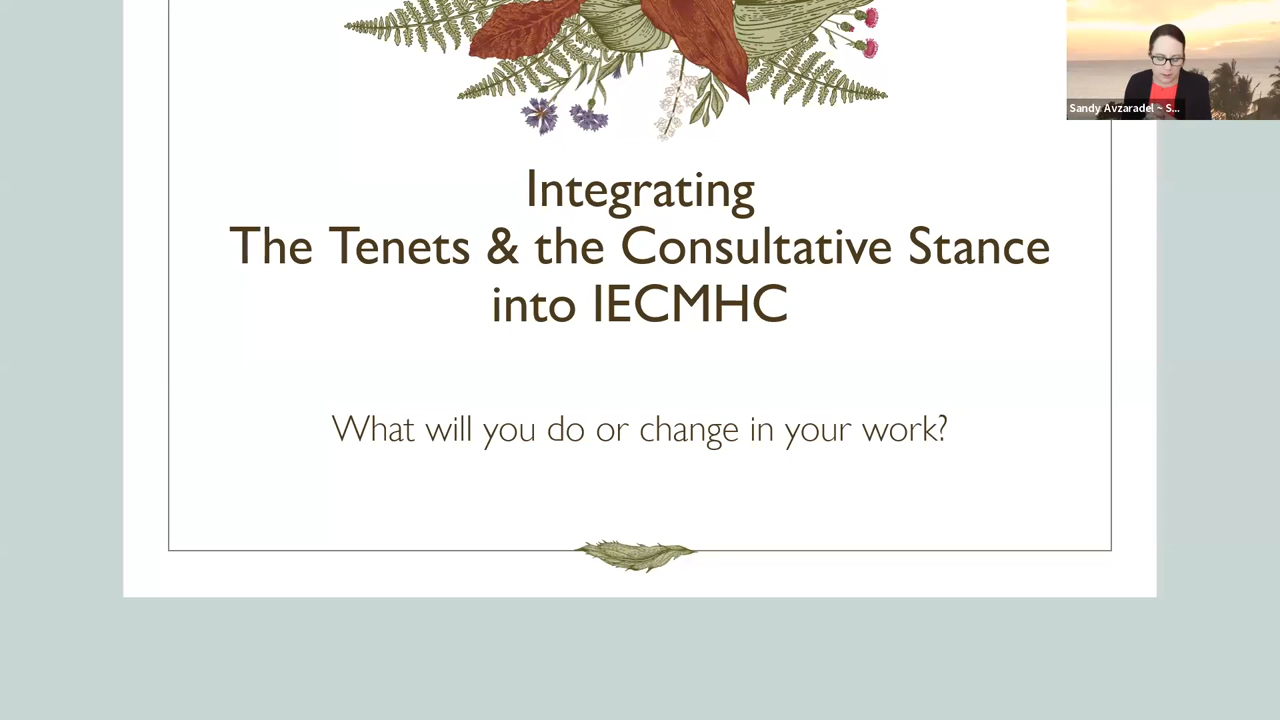 Sandy Avzaradel ~ S...
Integrating
The Tenets & the Consultative Stance
into IECMHC
What will you do or change in your work?